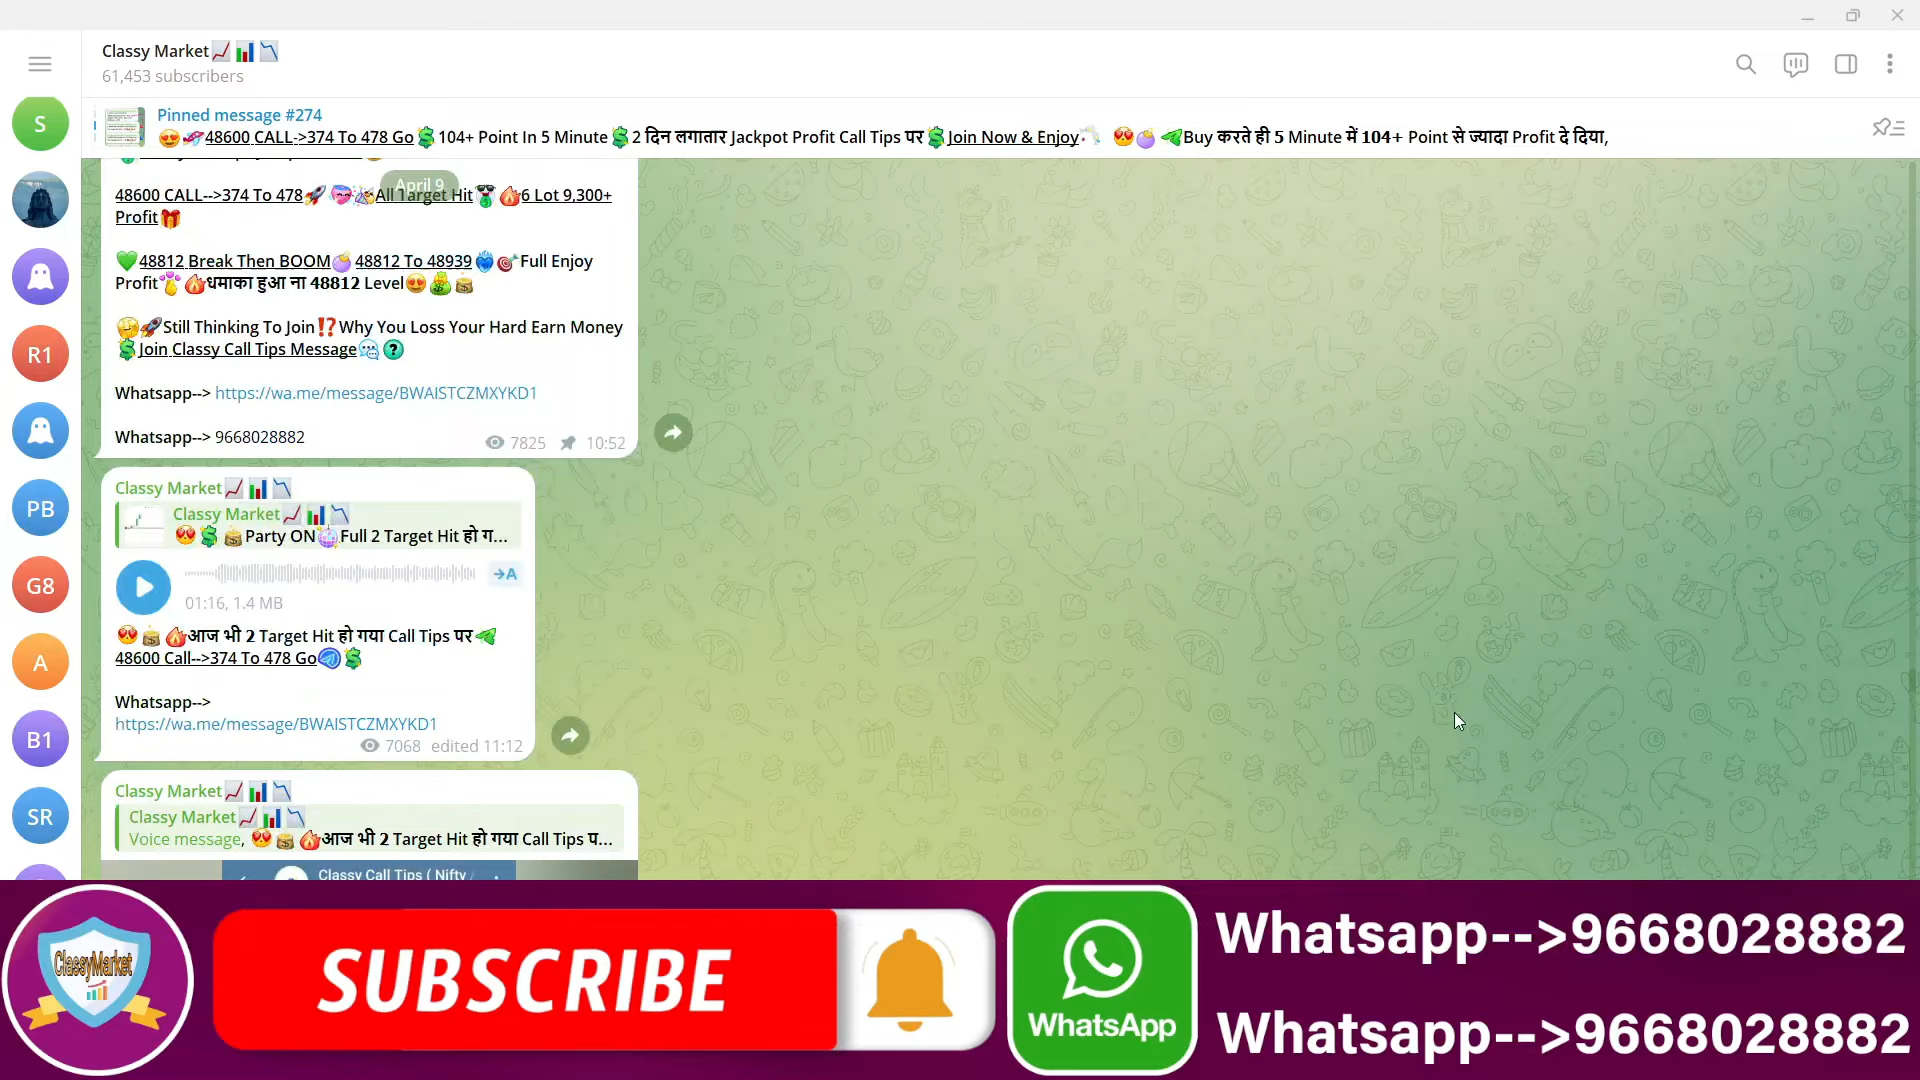 Classy Market📈📊📉
61,453 subscribers
Pinned message #274
48600 CALL->374 To 478 Go💲104+ Point In 5 Minute💲2 दिन लगातार Jackpot Profit Call Tips पर💲Join Now & Enjoy Buy करते ही 5 Minute में 104+ Point से ज्यादा Profit दे दिया,
S
R1
PB
G8
A
B1
SR
April 9
48600 CALL-->374 To 478🚀 All Target Hit 🔥6 Lot 9,300+
Profit🎁
💚48812 Break Then BOOM 48812 To 48939 🎯Full Enjoy
Profit 🔥धमाका हुआ ना 48812 Level😍🤑💰
🤔🚀Still Thinking To Join⁉️Why You Loss Your Hard Earn Money
💲Join Classy Call Tips Message💬❓
Whatsapp--> https://wa.me/message/BWAISTCZMXYKD1
Whatsapp--> 9668028882
7825 10:52
Classy Market📈📊📉
Classy Market📈📊📉
😍💲💰Party ON🪩Full 2 Target Hit हो ग...
→A
01:16, 1.4 MB
😍💰🔥आज भी 2 Target Hit हो गया Call Tips पर
48600 Call-->374 To 478 Go💲
Whatsapp-->
https://wa.me/message/BWAISTCZMXYKD1
7068 edited 11:12
Classy Market📈📊📉
Classy Market📈📊📉
Voice message, 😍💰🔥आज भी 2 Target Hit हो गया Call Tips प...
Classy Call Tips ( Nifty
ClassyMarket
SUBSCRIBE
WhatsApp
Whatsapp-->9668028882
Whatsapp-->9668028882